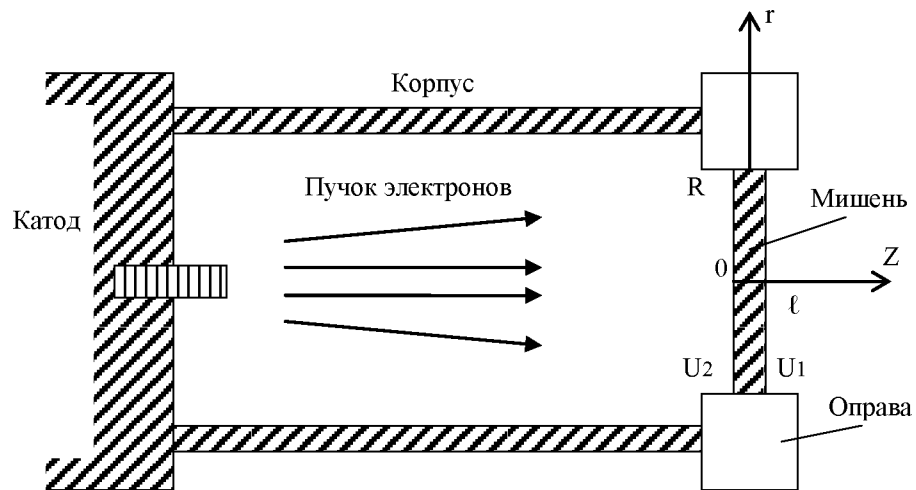 r
Корпус
Пучок электронов
R
Мишень
Катод
0
Z
ℓ
U2
U1
Оправа